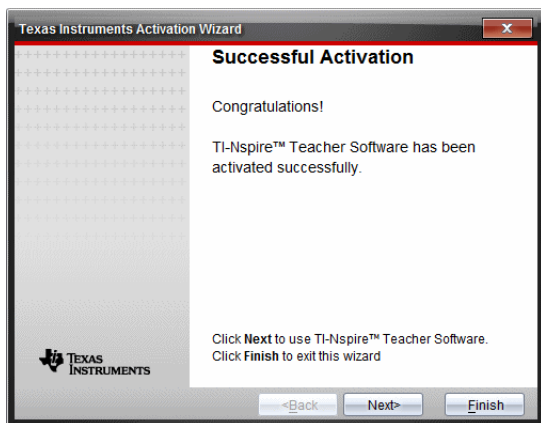 Texas Instruments Activation Wizard
x
Successful Activation
Congratulations!
TI-Nspire™ Teacher Software has been
activated successfully.
Click Next to use TI-Nspire™ Teacher Software.
Click Finish to exit this wizard
TEXAS
INSTRUMENTS
<Back Next> Finish